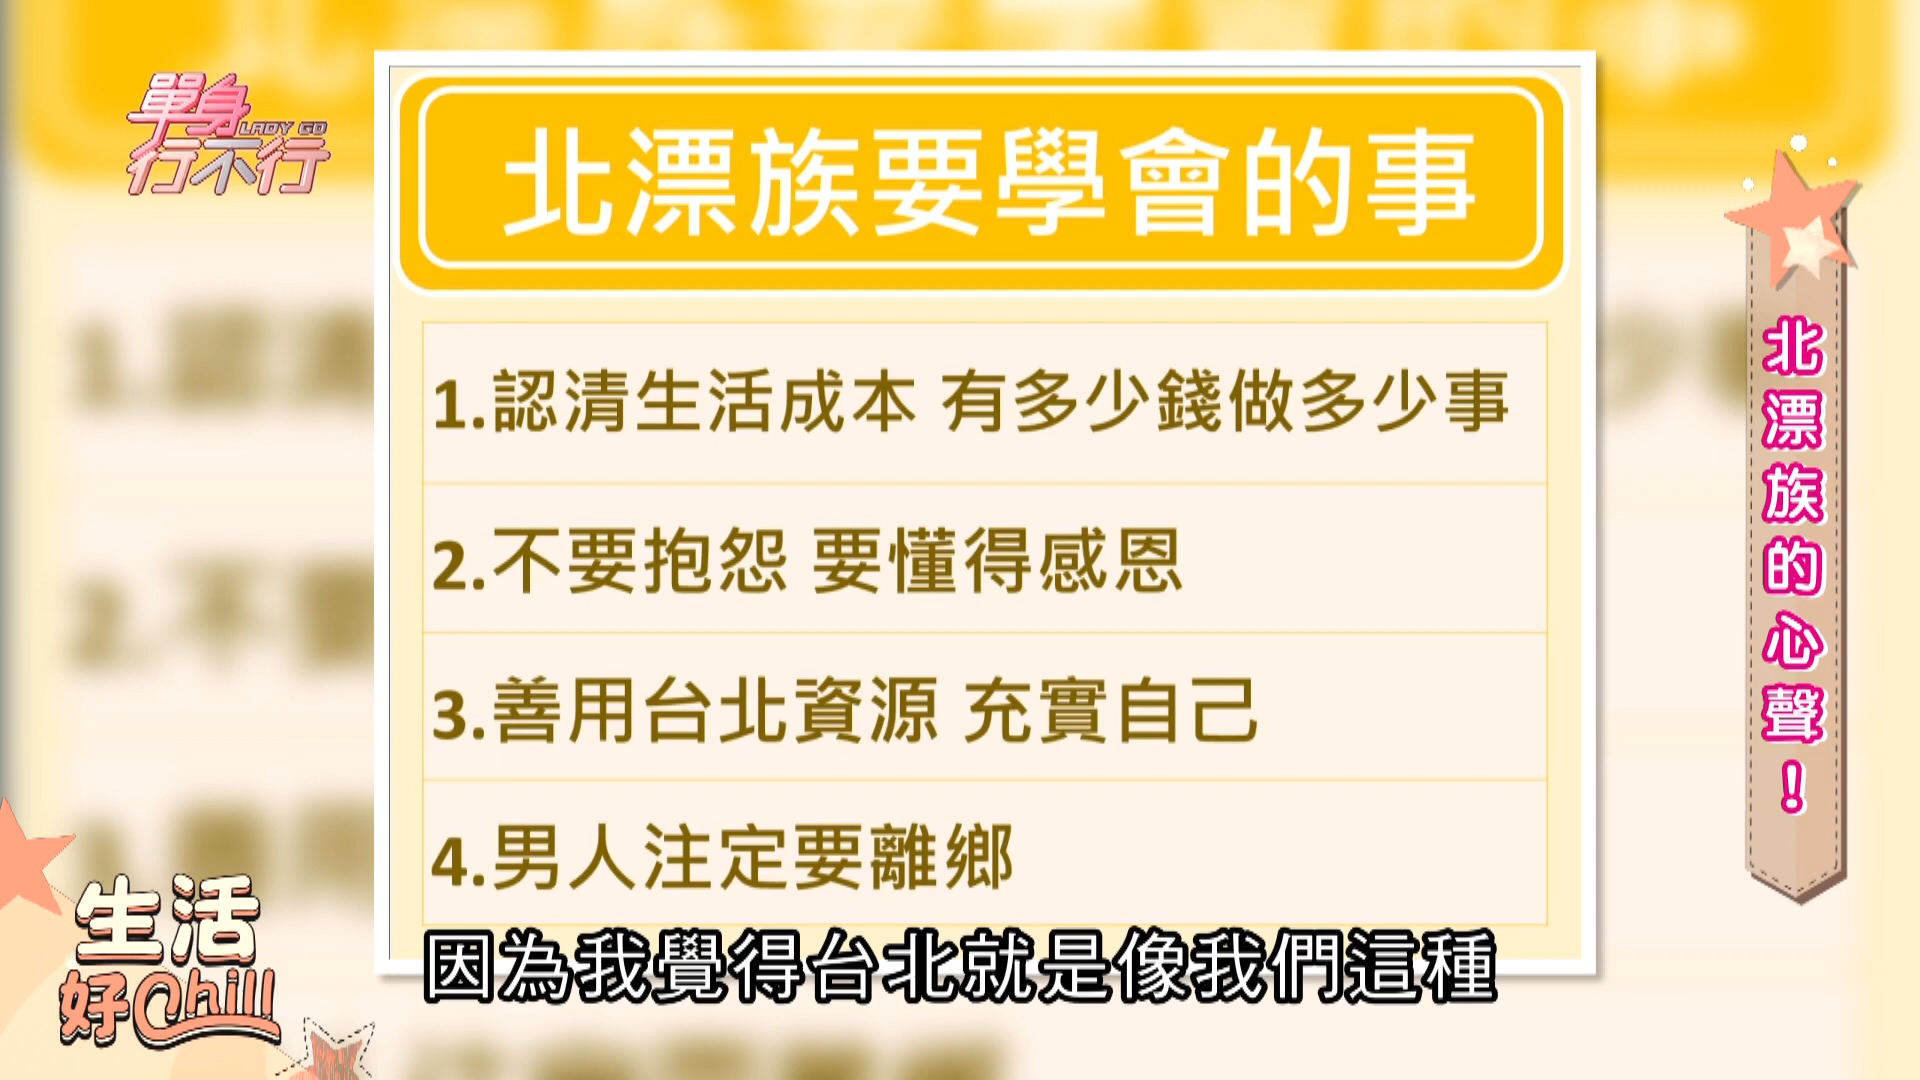 單身
LADY GO
行不行
北漂族要學會的事
1.認清生活成本 有多少錢做多少事
2.不要抱怨 要懂得感恩
3.善用台北資源 充實自己
4.男人注定要離鄉
北漂族的心聲！
生活
好Chill
因為我覺得台北就是像我們這種